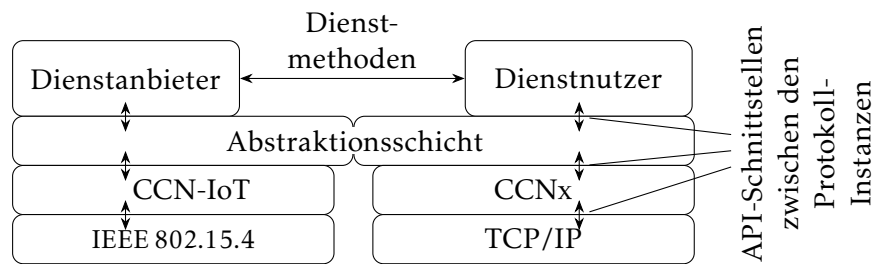 Dienst-
methoden
Dienstanbieter
Dienstnutzer
Abstraktionsschicht
CCN-IoT
CCNx
IEEE 802.15.4
TCP/IP
API-Schnittstellen
zwischen den
Protokoll-
Instanzen